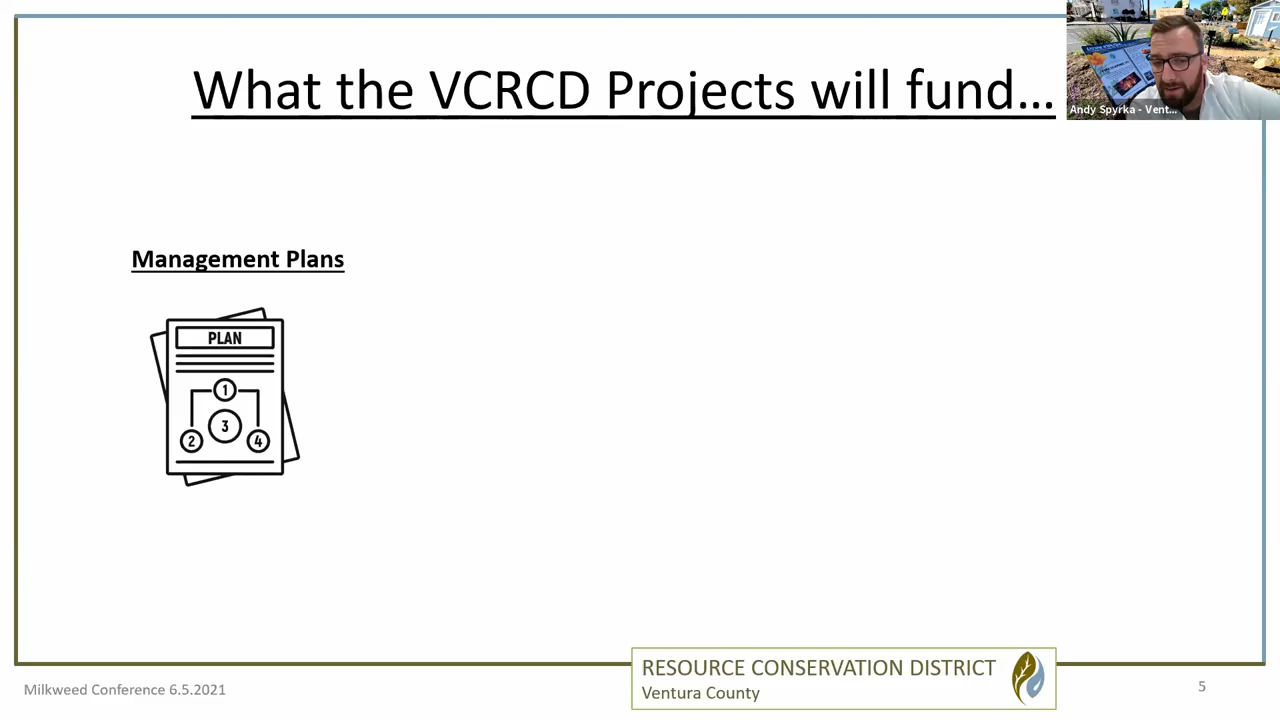 What the VCRCD Projects will fund...
Andy Spyrka - Vent...
Management Plans
PLAN
1
3
2
4
RESOURCE CONSERVATION DISTRICT
Ventura County
Milkweed Conference 6.5.2021
5